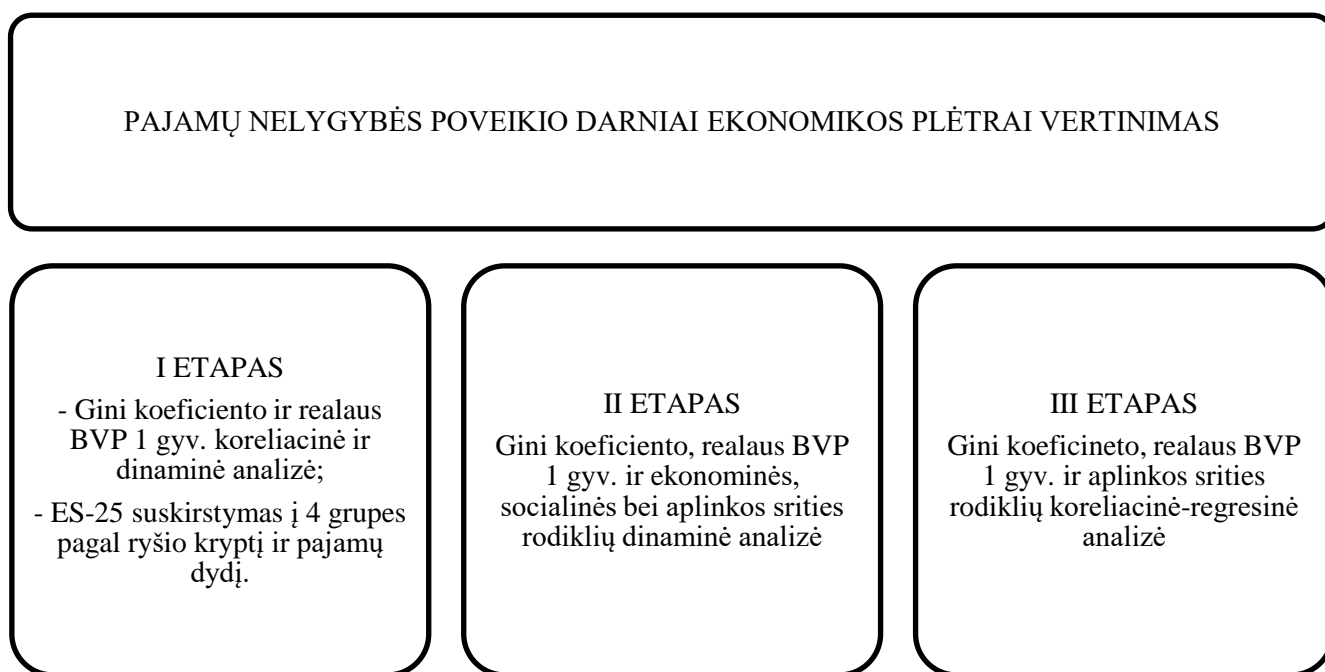 PAJAMŲ NELYGYBĖS POVEIKIO DARNIAI EKONOMIKOS PLĖTRAI VERTINIMAS
I ETAPAS
- Gini koeficiento ir realaus
BVP 1 gyv. koreliacinė ir
dinaminė analizė;
- ES-25 suskirstymas į 4 grupes
pagal ryšio kryptį ir pajamų
dydį.
II ETAPAS
Gini koeficiento, realaus BVP
1 gyv. ir ekonominės,
socialinės bei aplinkos srities
rodiklių dinaminė analizė
III ETAPAS
Gini koeficineto, realaus BVP
1 gyv. ir aplinkos srities
rodiklių koreliacinė-regresinė
analizė